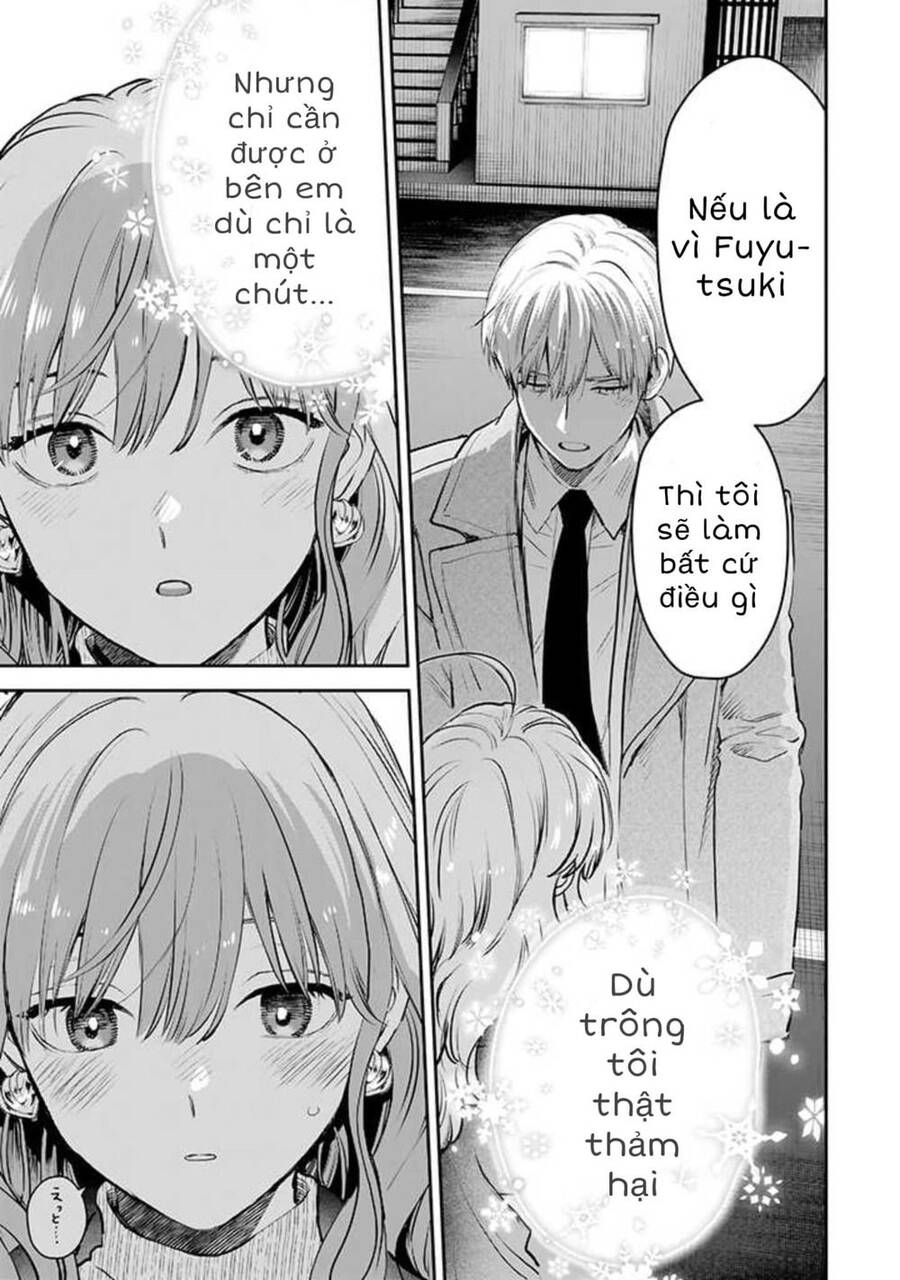 Nếu là
vì Fuyu-
tsuki
Thì tôi
sẽ làm
bất cứ
điều gì
Dù
trông
tôi
thật
thảm
hại
Nhưng
chỉ cần
được ở
bên em
dù chỉ là
một
chút...
えっと…